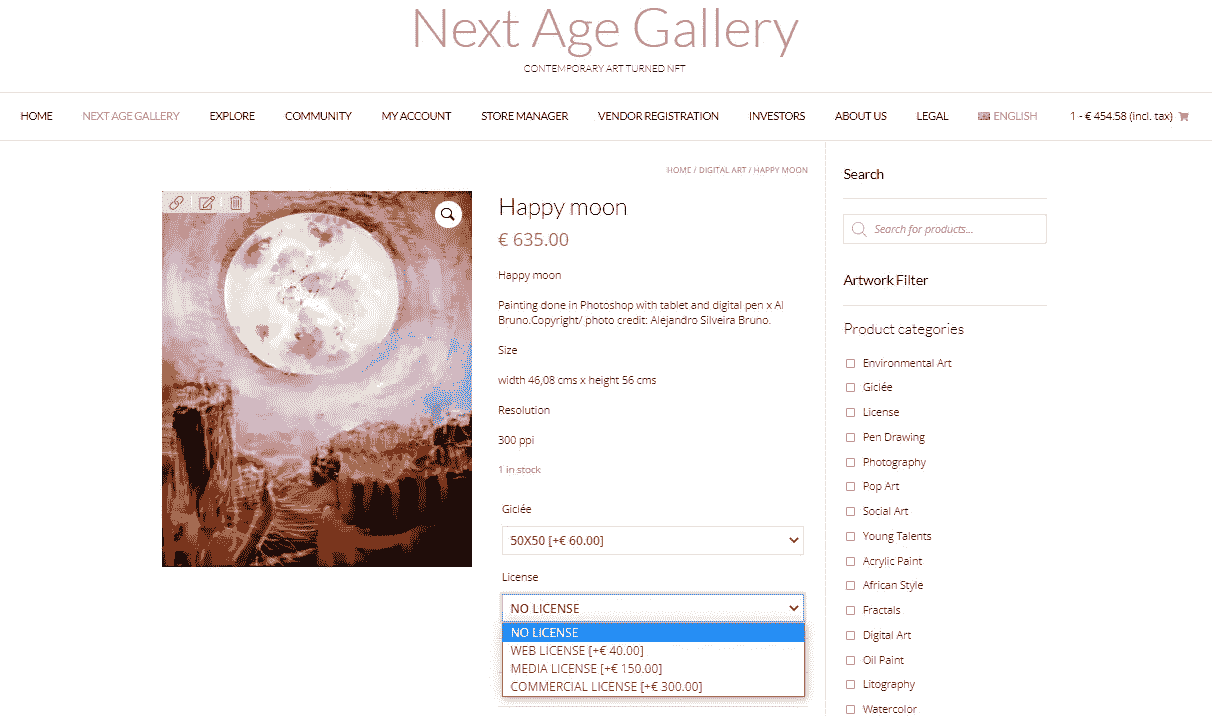 Next Age Gallery
CONTEMPORARY ART TURNED NFT
HOME NEXT AGE GALLERY EXPLORE COMMUNITY MY ACCOUNT STORE MANAGER VENDOR REGISTRATION INVESTORS ABOUT US LEGAL ENGLISH 1 - € 454.58 (incl. tax)
HOME / DIGITAL ART / HAPPY MOON
Happy moon
€ 635.00
Happy moon
Painting done in Photoshop with tablet and digital pen x Al
Bruno.Copyright/ photo credit: Alejandro Silveira Bruno.
Size
width 46,08 cms x height 56 cms
Resolution
300 ppi
1 in stock
Giclée
50X50 [+€ 60.00]
License
NO LICENSE
NO LICENSE
WEB LICENSE [+€ 40.00]
MEDIA LICENSE [+€ 150.00]
COMMERCIAL LICENSE [+€ 300.00]
Search
Search for products...
Artwork Filter
Product categories
Environmental Art
Giclée
License
Pen Drawing
Photography
Pop Art
Social Art
Young Talents
Acrylic Paint
African Style
Fractals
Digital Art
Oil Paint
Litography
Watercolor